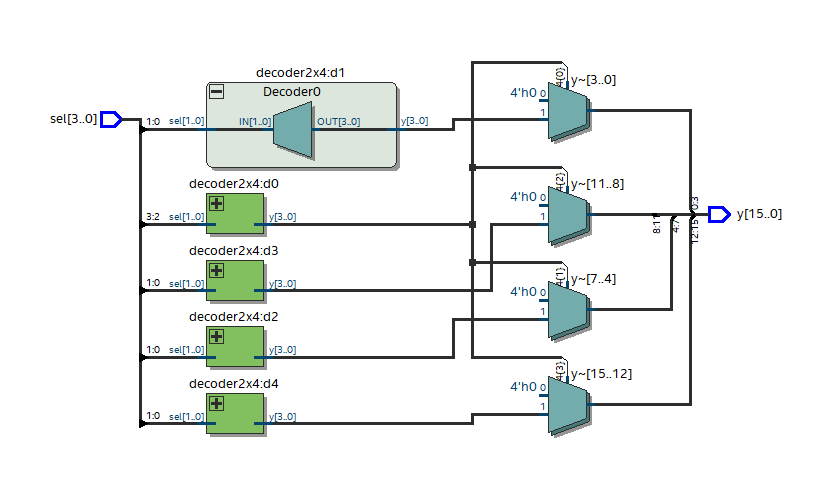 sel[3..0]
decoder2x4:d1
Decoder0
1:0 sel[1..0] IN[1..0] OUT[3..0] y[3..0]
decoder2x4:d0
3:2 sel[1..0] y[3..0]
decoder2x4:d3
1:0 sel[1..0] y[3..0]
decoder2x4:d2
1:0 sel[1..0] y[3..0]
decoder2x4:d4
1:0 sel[1..0] y[3..0]
4{0} y~[3..0]
4'h0 0
1
4{2} y~[11..8]
4'h0 0
1
4{1} y~[7..4]
4'h0 0
1
4{3} y~[15..12]
4'h0 0
1
8:11
4:7
12:15
0:3
y[15..0]